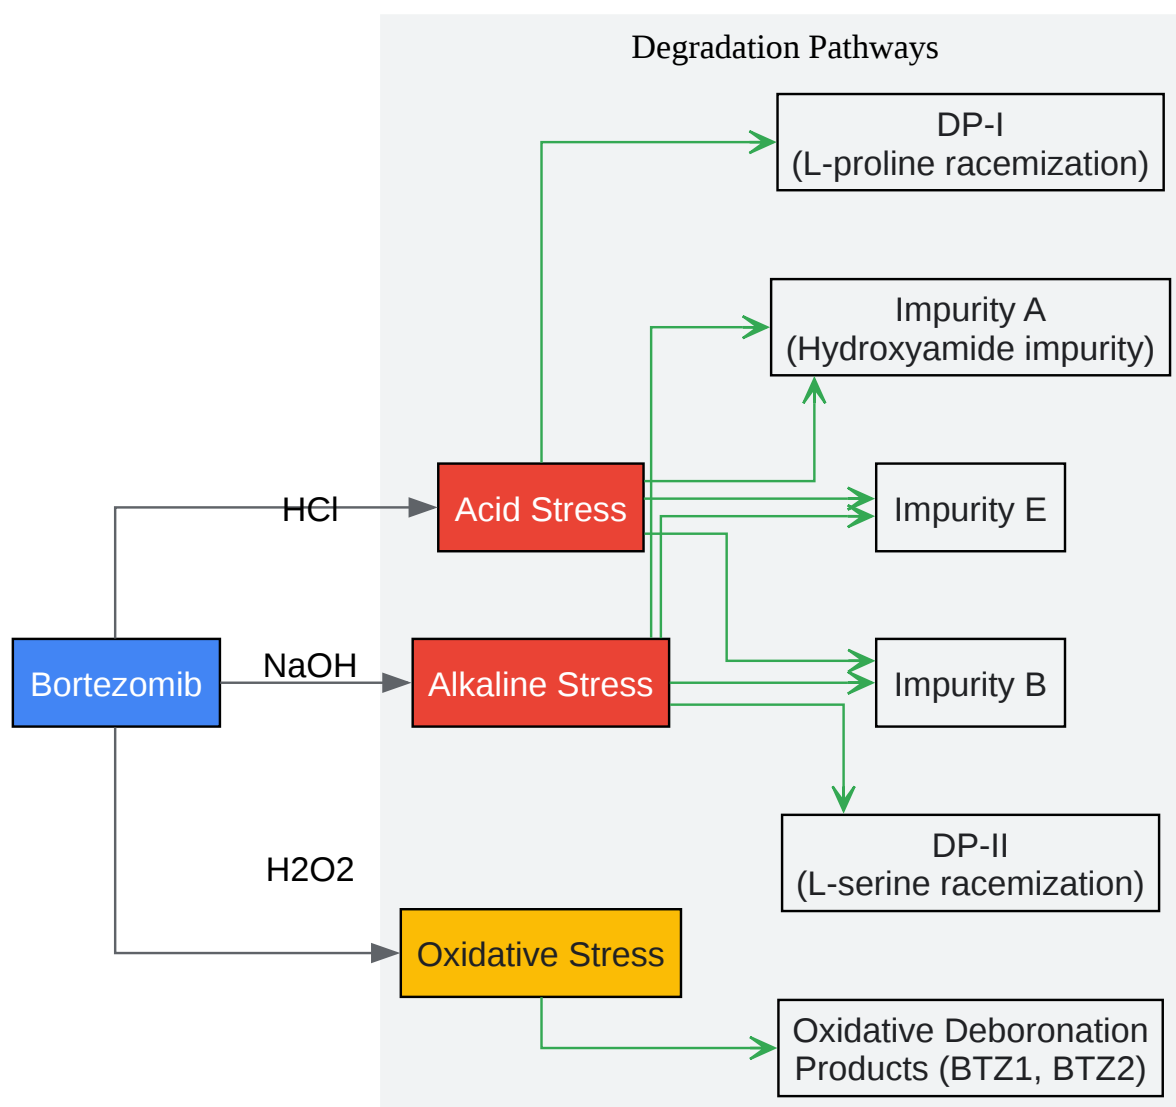 Degradation Pathways
DP-I
(L-proline racemization)
Impurity A
(Hydroxyamide impurity)
HCl
Acid Stress
Impurity E
Bortezomib
NaOH
Alkaline Stress
Impurity B
DP-II
(L-serine racemization)
H2O2
Oxidative Stress
Oxidative Deboronation
Products (BTZ1, BTZ2)